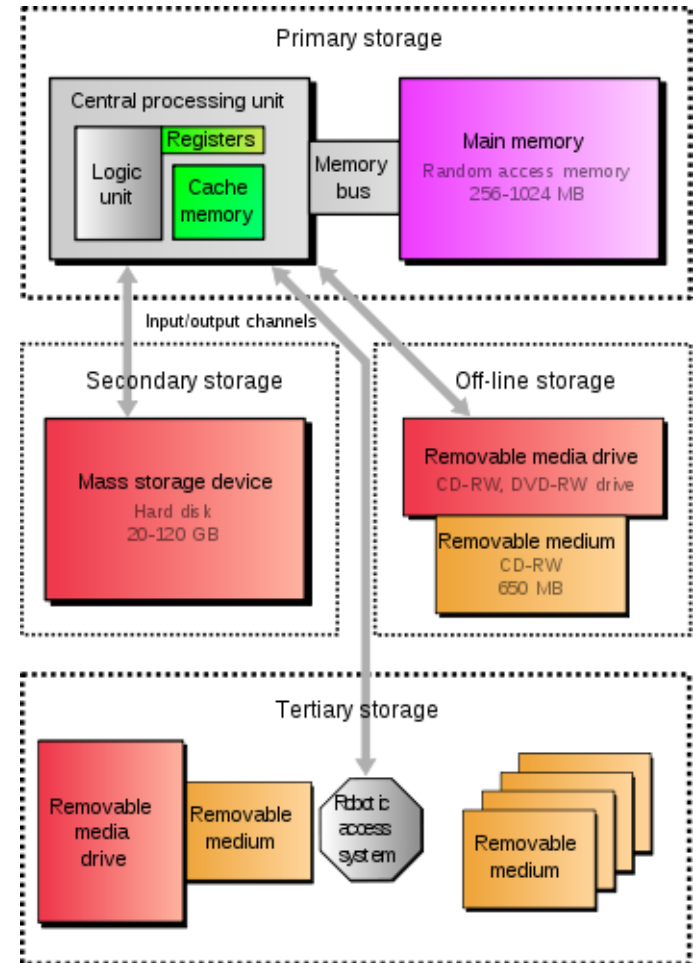 Primary storage
Central processing unit
Registers
Logic
unit
Cache
memory
Memory
bus
Main memory
Random access memory
256-1024 MB
Input/output channels
Secondary storage
Mass storage device
Hard disk
20-120 GB
Off-line storage
Removable media drive
CD-RW, DVD-RW drive
Removable medium
CD-RW
650 MB
Tertiary storage
Removable
media
drive
Removable
medium
Robotic
access
system
Removable
medium